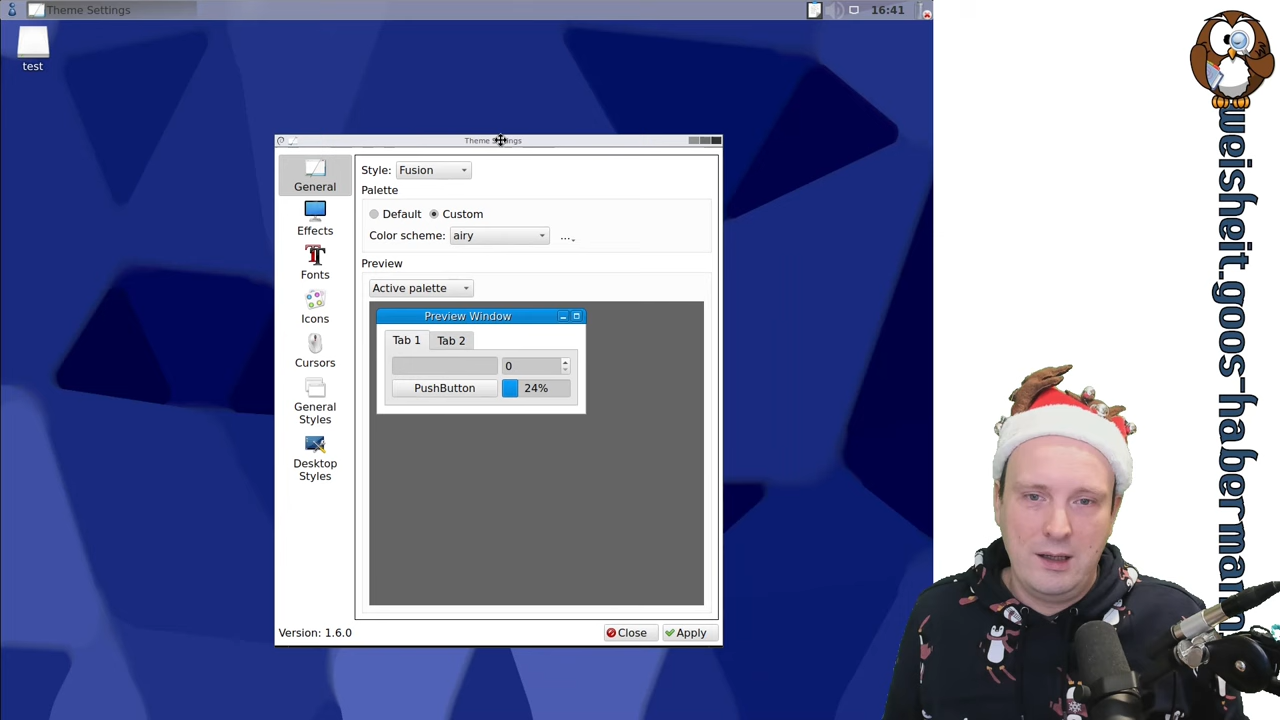 Theme Settings
16:41
test
Theme Settings
General
Effects
Fonts
Icons
Cursors
General
Styles
Desktop
Styles
Style: Fusion
Palette
Default Custom
Color scheme: airy ...
Preview
Active palette
Preview Window
Tab 1 Tab 2
0
PushButton 24%
Version: 1.6.0
Close Apply
weisheit.goos-habermann